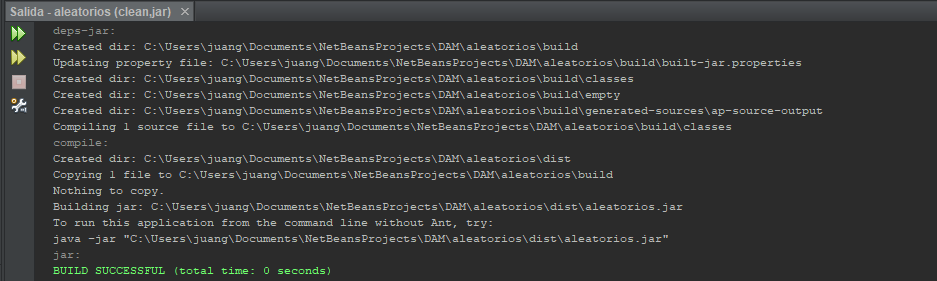 Salida - aleatorios (clean,jar)
deps-jar:
Created dir: C:\Users\juang\Documents\NetBeansProjects\DAM\aleatorios\build
Updating property file: C:\Users\juang\Documents\NetBeansProjects\DAM\aleatorios\build\built-jar.properties
Created dir: C:\Users\juang\Documents\NetBeansProjects\DAM\aleatorios\build\classes
Created dir: C:\Users\juang\Documents\NetBeansProjects\DAM\aleatorios\build\empty
Created dir: C:\Users\juang\Documents\NetBeansProjects\DAM\aleatorios\build\generated-sources\ap-source-output
Compiling 1 source file to C:\Users\juang\Documents\NetBeansProjects\DAM\aleatorios\build\classes
compile:
Created dir: C:\Users\juang\Documents\NetBeansProjects\DAM\aleatorios\dist
Copying 1 file to C:\Users\juang\Documents\NetBeansProjects\DAM\aleatorios\build
Nothing to copy.
Building jar: C:\Users\juang\Documents\NetBeansProjects\DAM\aleatorios\dist\aleatorios.jar
To run this application from the command line without Ant, try:
java -jar "C:\Users\juang\Documents\NetBeansProjects\DAM\aleatorios\dist\aleatorios.jar"
jar:
BUILD SUCCESSFUL (total time: 0 seconds)